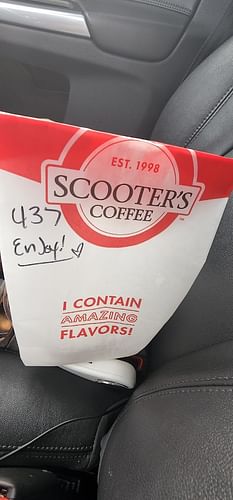 EST. 1998
SCOOTER'S
COFFEE
437
Enjoy!
I CONTAIN
AMAZING
FLAVORS!